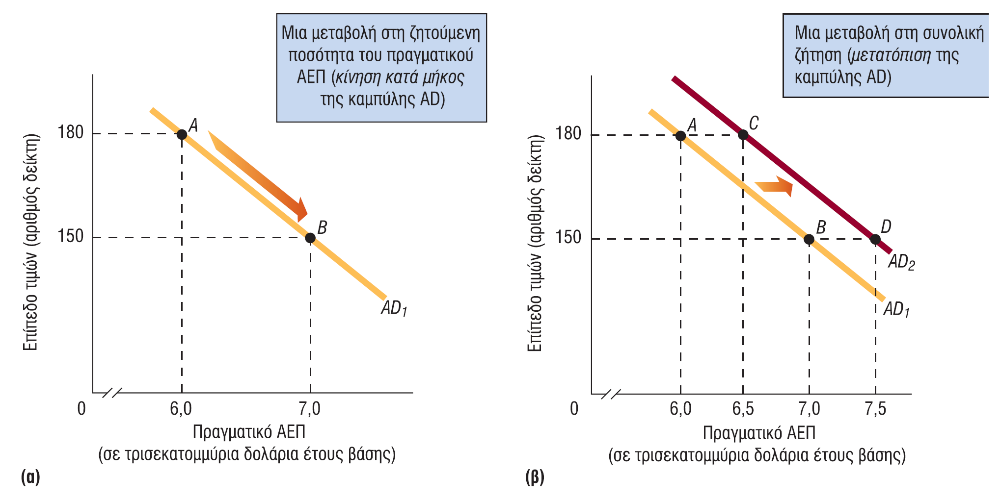 Μια μεταβολή στη ζητούμενη
ποσότητα του πραγματικού
ΑΕΠ (κίνηση κατά μήκος
της καμπύλης AD)
Επίπεδο τιμών (αριθμός δείκτη)
180
150
A
B
AD1
0
6,0
7,0
Πραγματικό ΑΕΠ
(σε τρισεκατομμύρια δολάρια έτους βάσης)
(α)
Μια μεταβολή στη συνολική
ζήτηση (μετατόπιση της
καμπύλης AD)
Επίπεδο τιμών (αριθμός δείκτη)
180
150
A
C
B
D
AD2
AD1
0
6,0
6,5
7,0
7,5
Πραγματικό ΑΕΠ
(σε τρισεκατομμύρια δολάρια έτους βάσης)
(β)